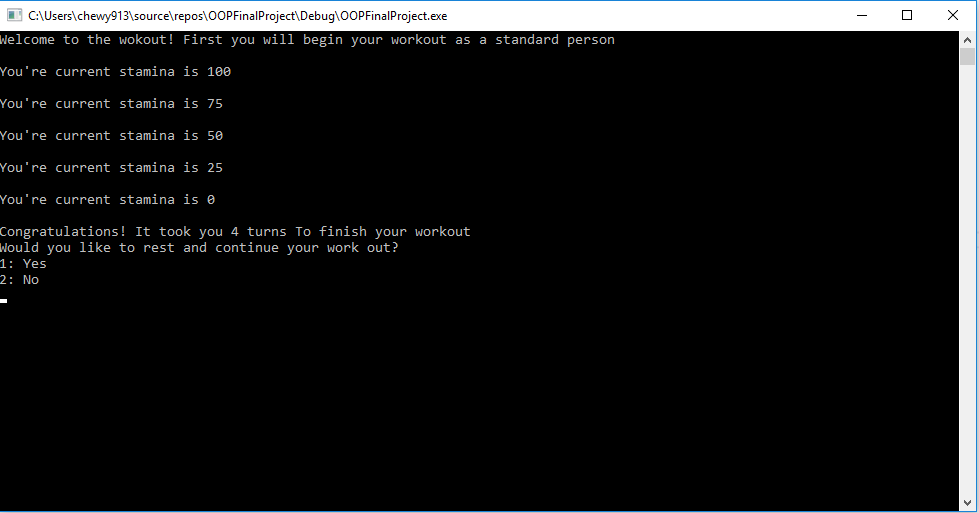 C:\Users\chewy913\source\repos\OOPFinalProject\Debug\OOPFinalProject.exe
Welcome to the wokout! First you will begin your workout as a standard person
You're current stamina is 100
You're current stamina is 75
You're current stamina is 50
You're current stamina is 25
You're current stamina is 0
Congratulations! It took you 4 turns To finish your workout
Would you like to rest and continue your work out?
1: Yes
2: No